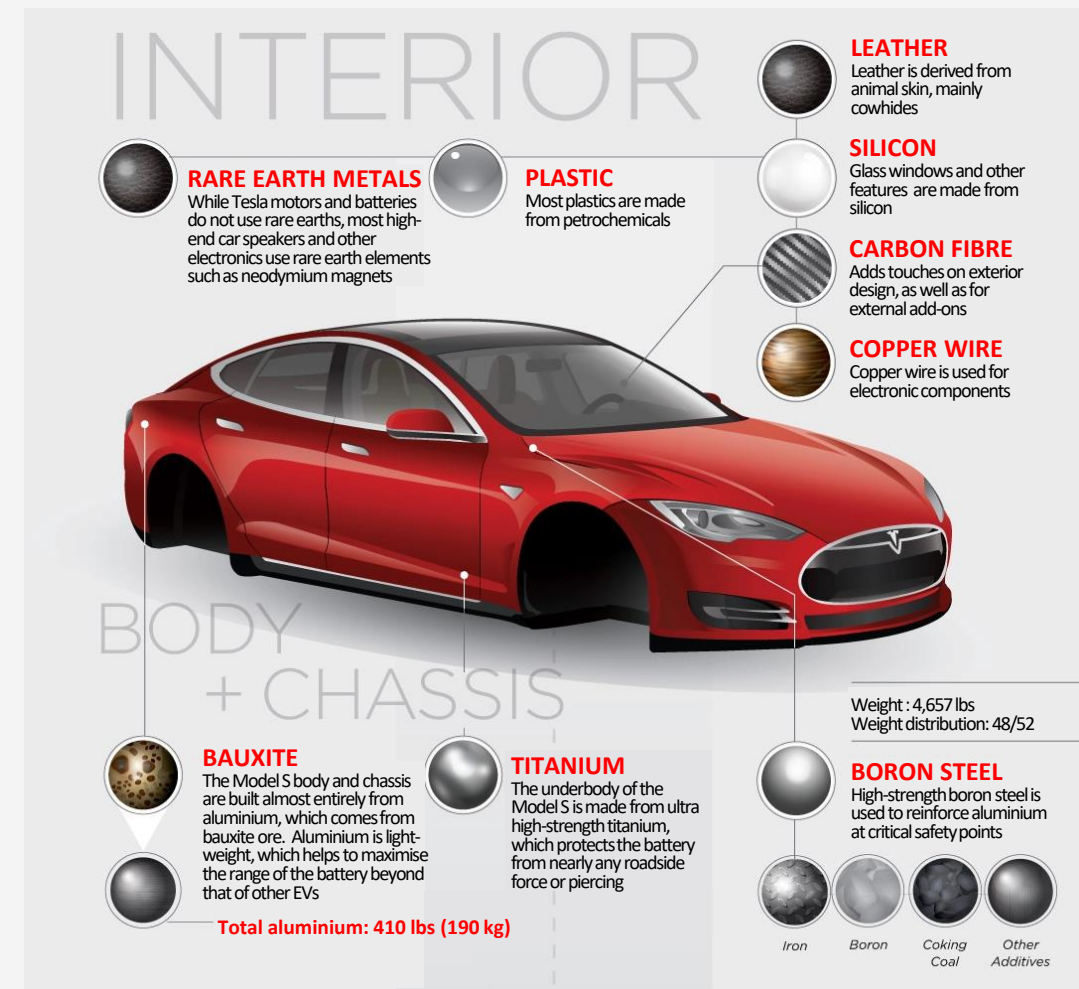 INTERIOR
LEATHER
Leather is derived from
animal skin, mainly
cowhides
RARE EARTH METALS
While Tesla motors and batteries
do not use rare earths, most high-
end car speakers and other
electronics use rare earth elements
such as neodymium magnets
PLASTIC
Most plastics are made
from petrochemicals
SILICON
Glass windows and other
features are made from
silicon
CARBON FIBRE
Adds touches on exterior
design, as well as for
external add-ons
COPPER WIRE
Copper wire is used for
electronic components
BODY
+ CHASSIS
Weight : 4,657 lbs
Weight distribution: 48/52
BAUXITE
The Model S body and chassis
are built almost entirely from
aluminium, which comes from
bauxite ore. Aluminium is light-
weight, which helps to maximise
the range of the battery beyond
that of other EVs
Total aluminium: 410 lbs (190 kg)
TITANIUM
The underbody of the
Model S is made from ultra
high-strength titanium,
which protects the battery
from nearly any roadside
force or piercing
BORON STEEL
High-strength boron steel is
used to reinforce aluminium
at critical safety points
Iron
Boron
Coking
Coal
Other
Additives